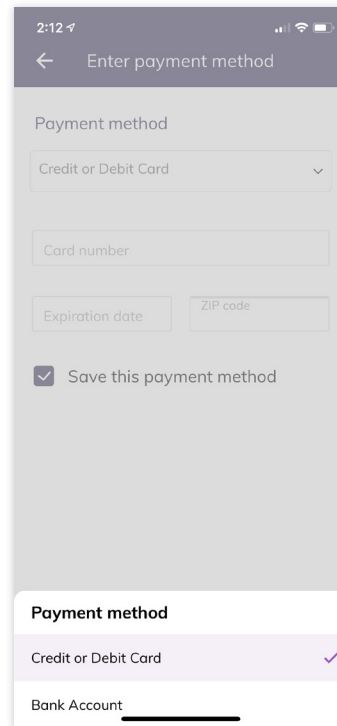 2:12
Enter payment method
Payment method
Credit or Debit Card
Card number
Expiration date
ZIP code
Save this payment method
Payment method
Credit or Debit Card
Bank Account